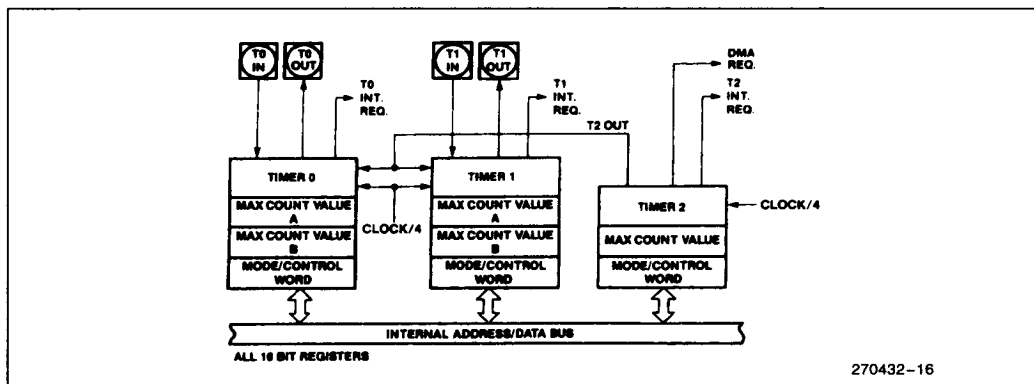 T0
IN
T0
OUT
T0
INT.
REQ.
T1
IN
T1
OUT
T1
INT.
REQ.
DMA
REQ.
T2
INT.
REQ.
T2 OUT
TIMER 0
MAX COUNT VALUE
A
MAX COUNT VALUE
B
MODE/CONTROL
WORD
CLOCK/4
TIMER 1
MAX COUNT VALUE
A
MAX COUNT VALUE
B
MODE/CONTROL
WORD
TIMER 2
MAX COUNT VALUE
MODE/CONTROL
WORD
CLOCK/4
INTERNAL ADDRESS/DATA BUS
ALL 16 BIT REGISTERS
270432-16